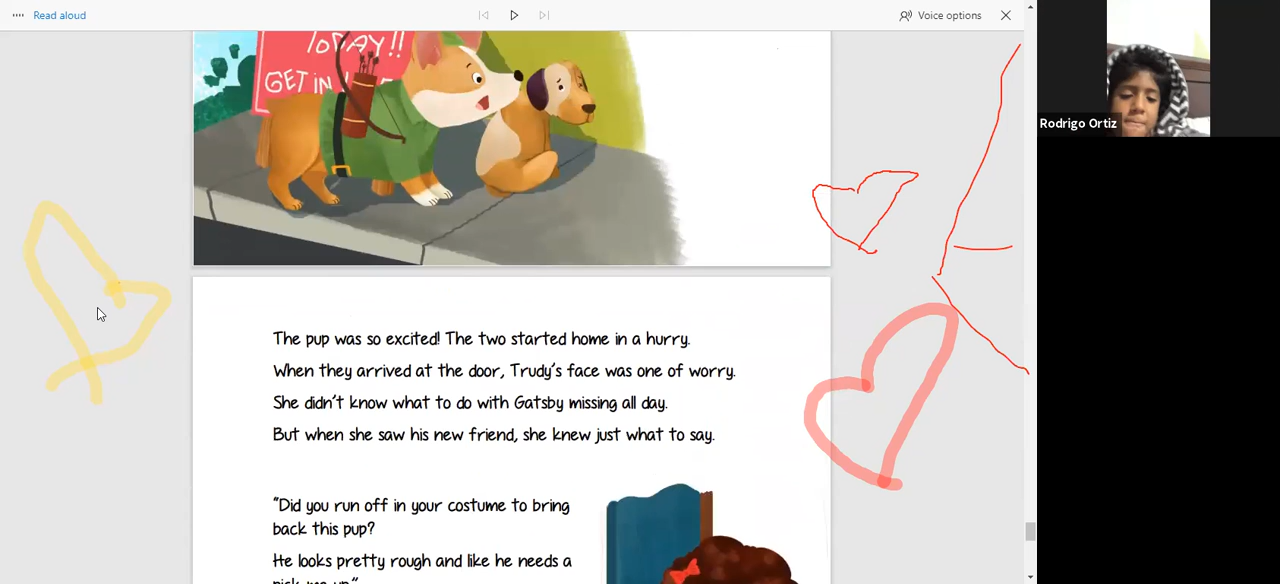 Read aloud
Voice options
TODAY!!
GET IN
Rodrigo Ortiz
The pup was so excited! The two started home in a hurry.
When they arrived at the door, Trudy's face was one of worry.
She didn't know what to do with Gatsby missing all day.
But when she saw his new friend, she knew just what to say.
"Did you run off in your costume to bring
back this pup?
He looks pretty rough and like he needs a